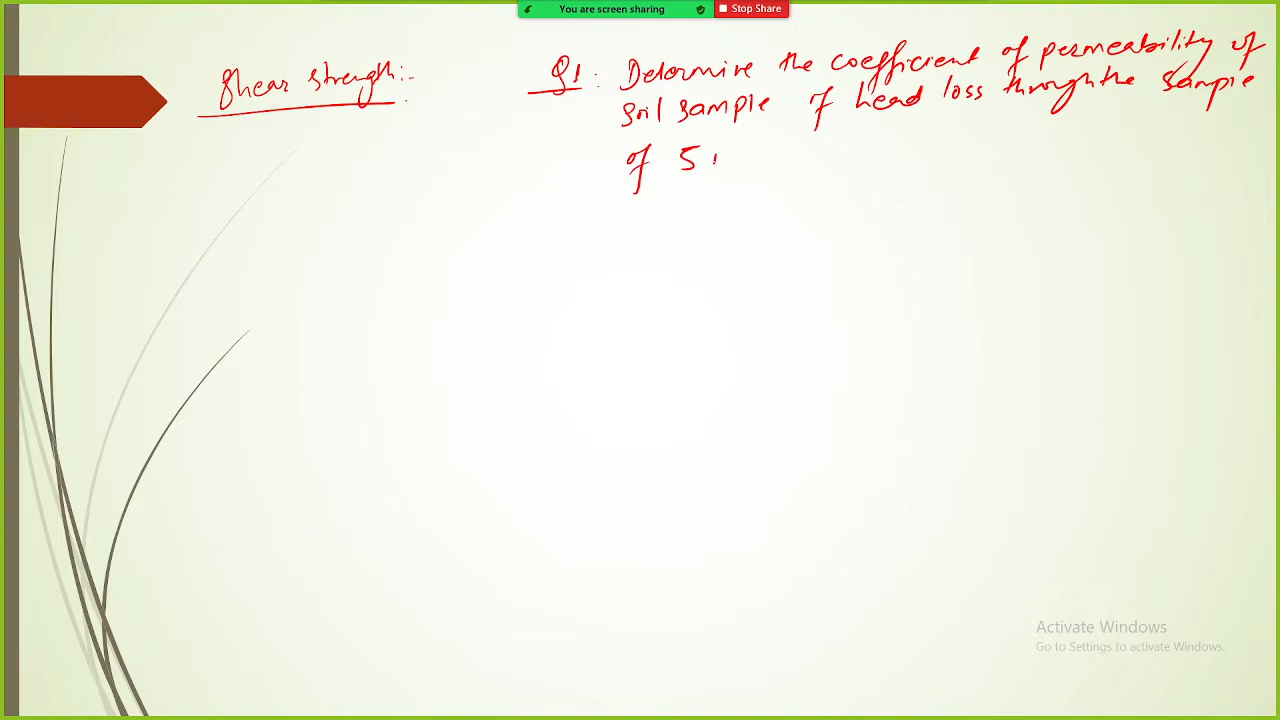 You are screen sharing
Stop Share
Shear strength:-
Q1: Determine the coefficient of permeability of
soil sample if head loss through the sample
of 5
Activate Windows
Go to Settings to activate Windows.